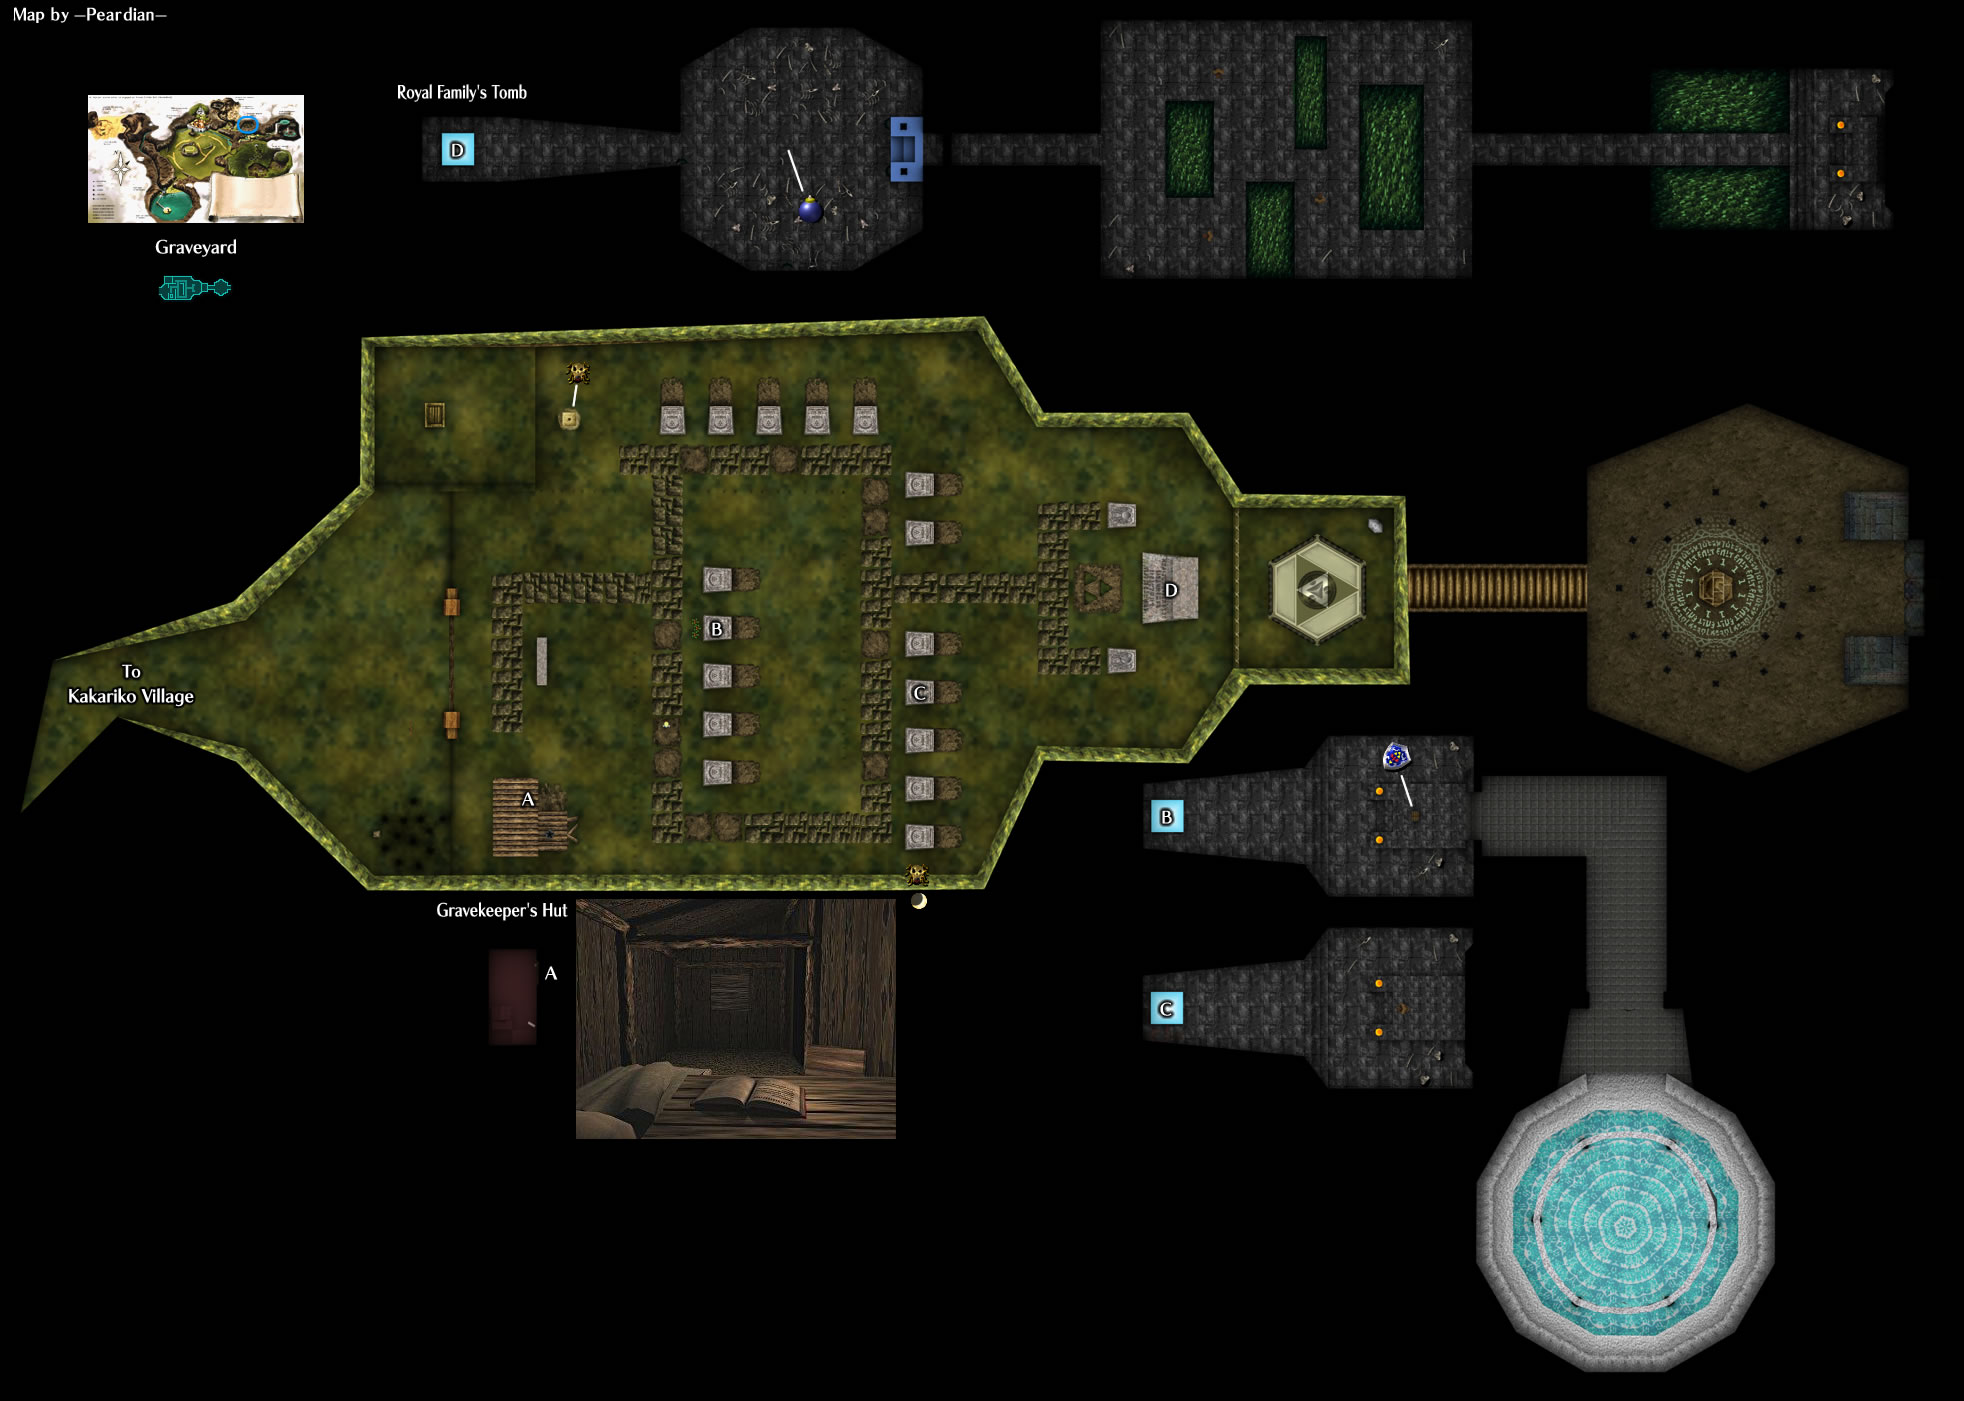 Map by —Peardian—
Royal Family's Tomb
D
Graveyard
To
Kakariko Village
B
C
D
A
B
C
Gravekeeper's Hut
A